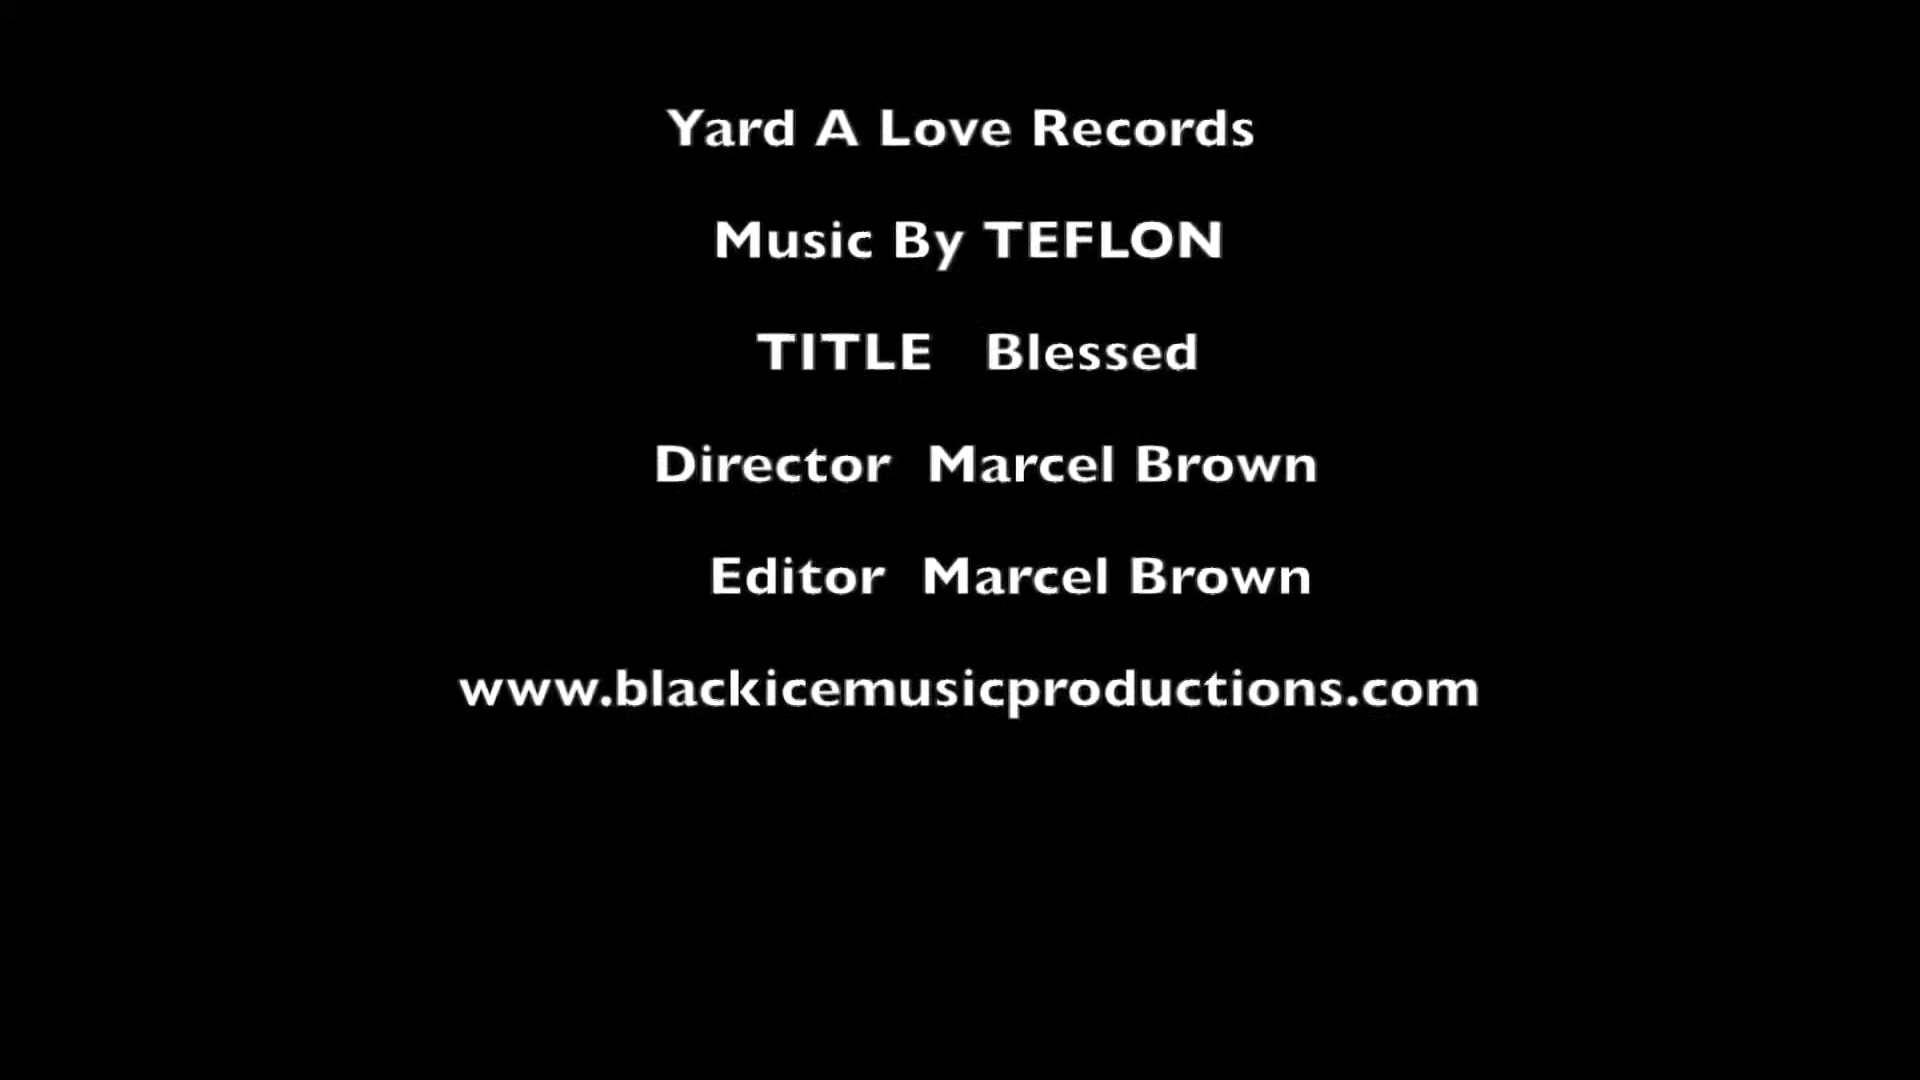 Yard A Love Records
Music By TEFLON
TITLE Blessed
Director Marcel Brown
Editor Marcel Brown
www.blackicemusicproductions.com